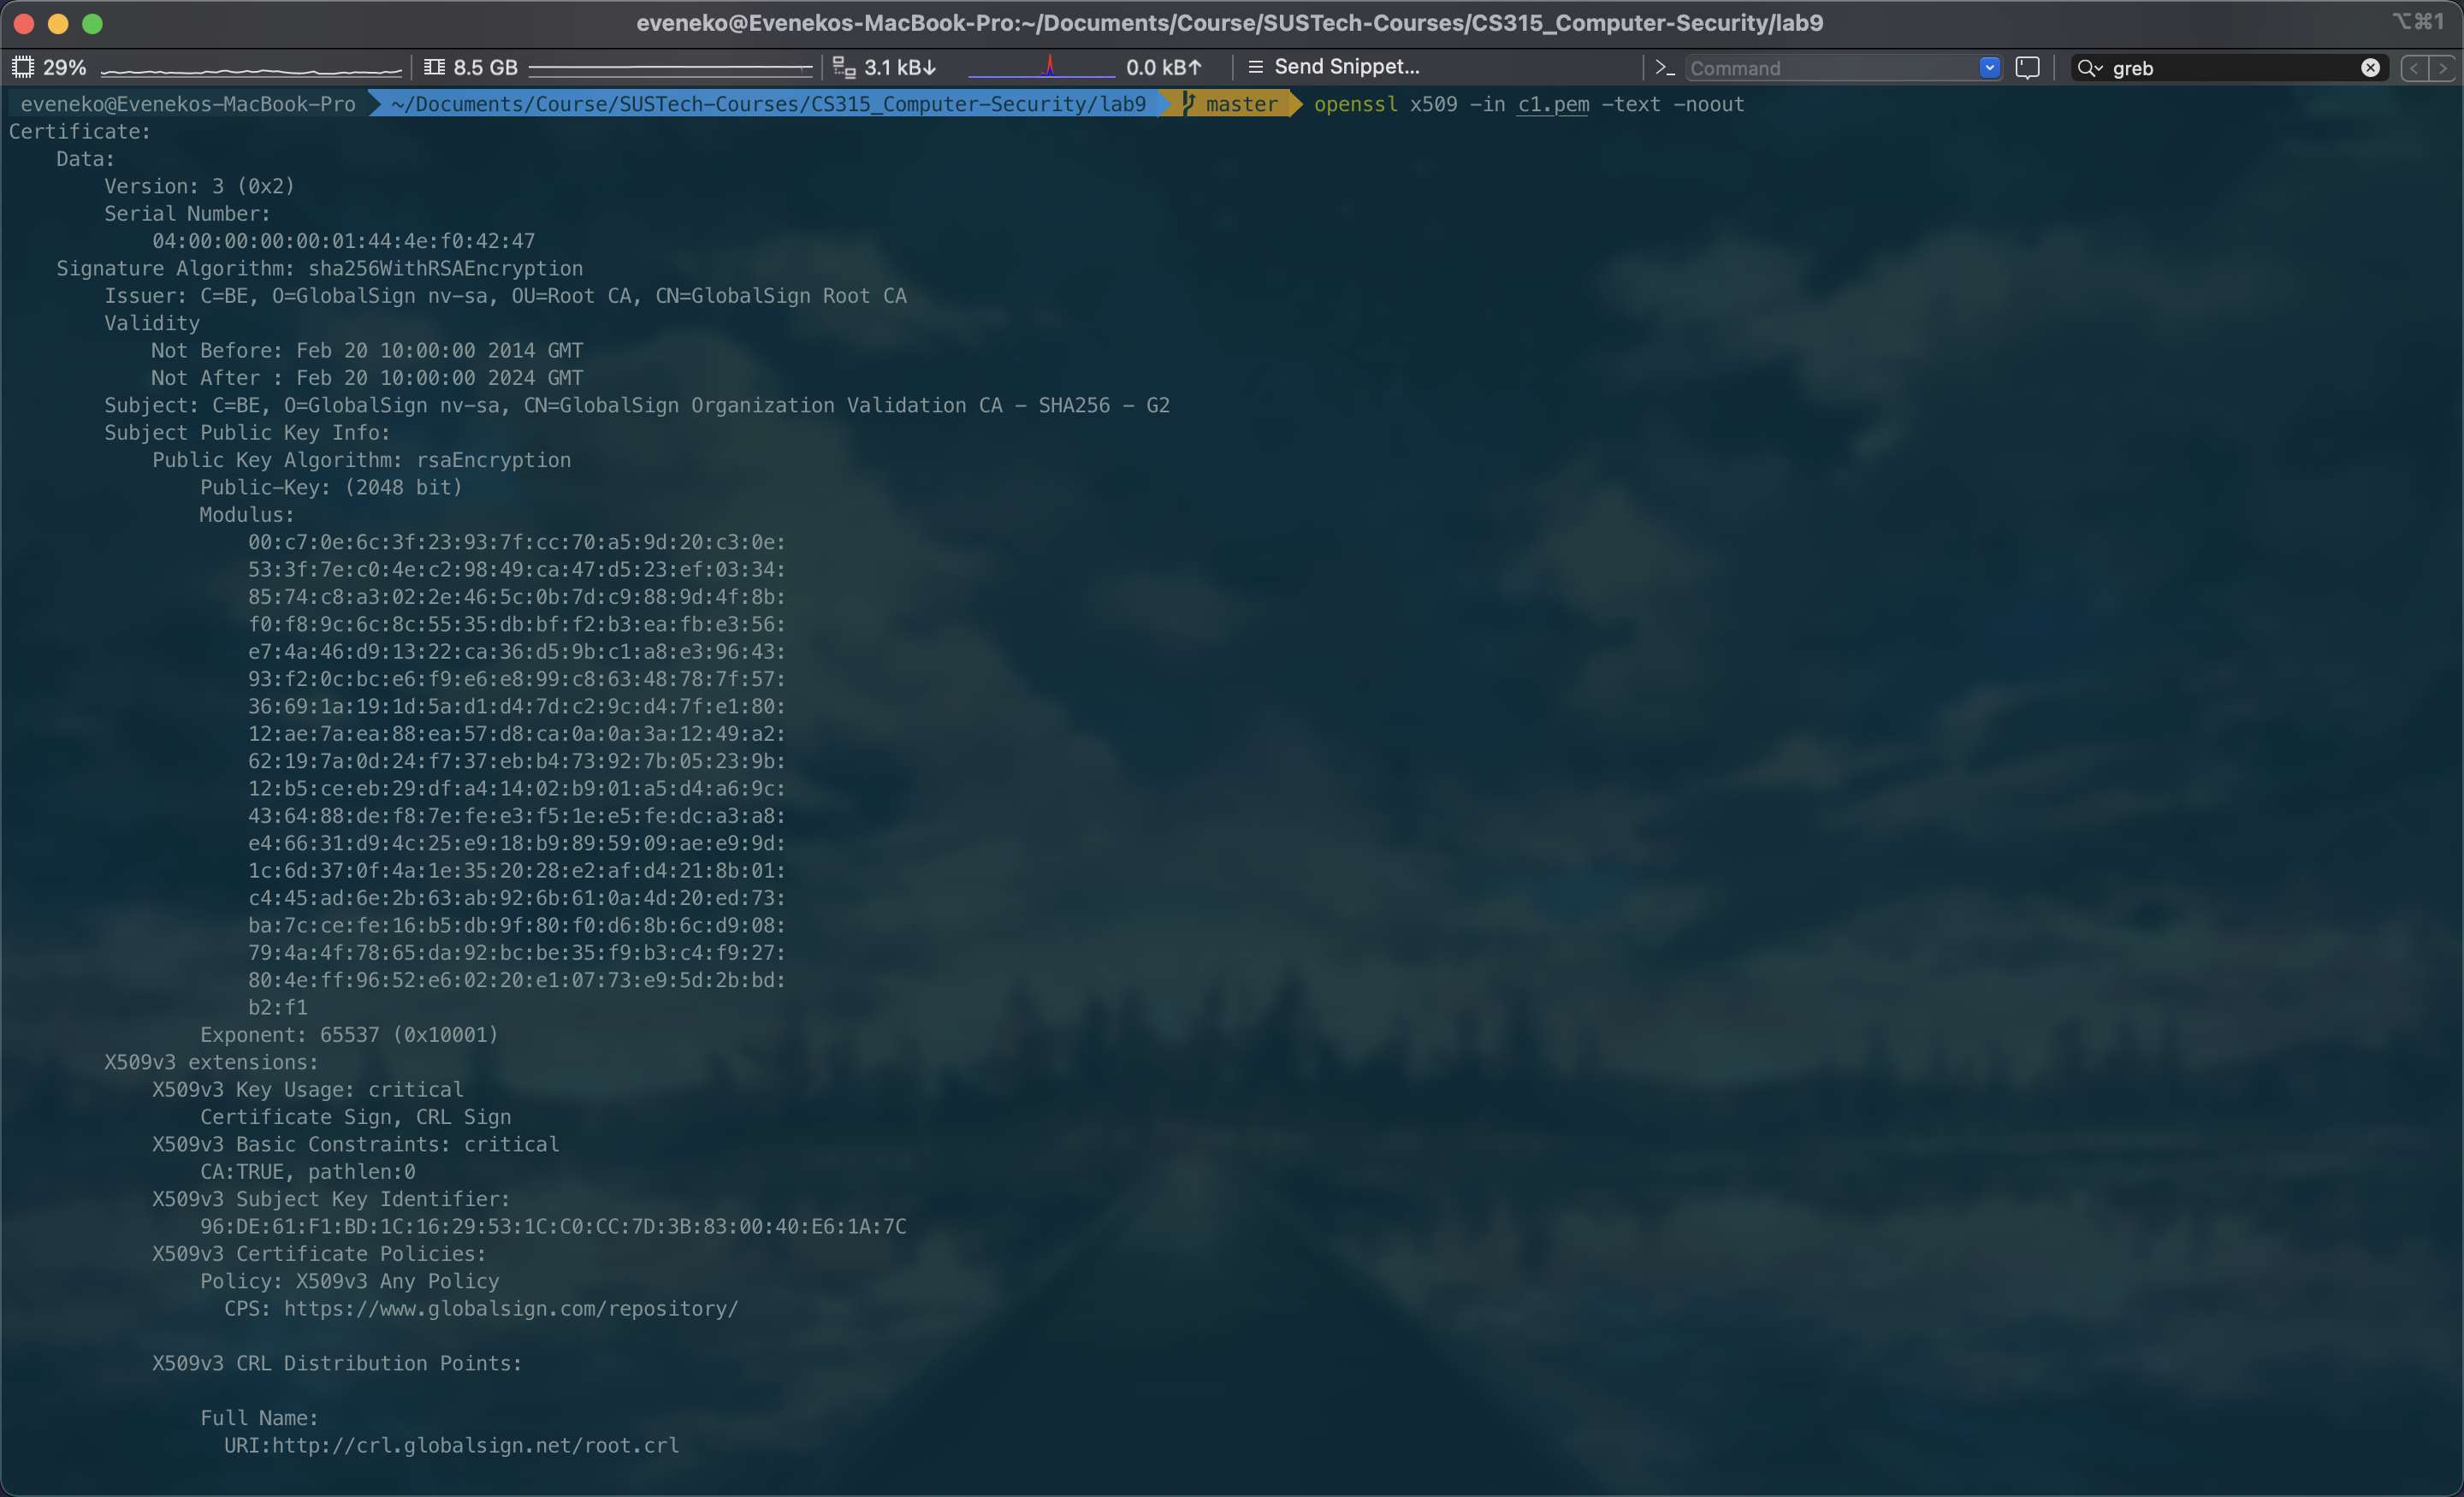 eveneko@Evenekos-MacBook-Pro:~/Documents/Course/SUSTech-Courses/CS315_Computer-Security/lab9 ⌥⌘1
29% 8.5 GB 3.1 kB↓ 0.0 kB↑ Send Snippet... Command greb
eveneko@Evenekos-MacBook-Pro ~/Documents/Course/SUSTech-Courses/CS315_Computer-Security/lab9 master openssl x509 -in c1.pem -text -noout
Certificate:
Data:
Version: 3 (0x2)
Serial Number:
04:00:00:00:00:01:44:4e:f0:42:47
Signature Algorithm: sha256WithRSAEncryption
Issuer: C=BE, O=GlobalSign nv-sa, OU=Root CA, CN=GlobalSign Root CA
Validity
Not Before: Feb 20 10:00:00 2014 GMT
Not After : Feb 20 10:00:00 2024 GMT
Subject: C=BE, O=GlobalSign nv-sa, CN=GlobalSign Organization Validation CA - SHA256 - G2
Subject Public Key Info:
Public Key Algorithm: rsaEncryption
Public-Key: (2048 bit)
Modulus:
00:c7:0e:6c:3f:23:93:7f:cc:70:a5:9d:20:c3:0e:
53:3f:7e:c0:4e:c2:98:49:ca:47:d5:23:ef:03:34:
85:74:c8:a3:02:2e:46:5c:0b:7d:c9:88:9d:4f:8b:
f0:f8:9c:6c:8c:55:35:db:bf:f2:b3:ea:fb:e3:56:
e7:4a:46:d9:13:22:ca:36:d5:9b:c1:a8:e3:96:43:
93:f2:0c:bc:e6:f9:e6:e8:99:c8:63:48:78:7f:57:
36:69:1a:19:1d:5a:d1:d4:7d:c2:9c:d4:7f:e1:80:
12:ae:7a:ea:88:ea:57:d8:ca:0a:0a:3a:12:49:a2:
62:19:7a:0d:24:f7:37:eb:b4:73:92:7b:05:23:9b:
12:b5:ce:eb:29:df:a4:14:02:b9:01:a5:d4:a6:9c:
43:64:88:de:f8:7e:fe:e3:f5:1e:e5:fe:dc:a3:a8:
e4:66:31:d9:4c:25:e9:18:b9:89:59:09:ae:e9:9d:
1c:6d:37:0f:4a:1e:35:20:28:e2:af:d4:21:8b:01:
c4:45:ad:6e:2b:63:ab:92:6b:61:0a:4d:20:ed:73:
ba:7c:ce:fe:16:b5:db:9f:80:f0:d6:8b:6c:d9:08:
79:4a:4f:78:65:da:92:bc:be:35:f9:b3:c4:f9:27:
80:4e:ff:96:52:e6:02:20:e1:07:73:e9:5d:2b:bd:
b2:f1
Exponent: 65537 (0x10001)
X509v3 extensions:
X509v3 Key Usage: critical
Certificate Sign, CRL Sign
X509v3 Basic Constraints: critical
CA:TRUE, pathlen:0
X509v3 Subject Key Identifier:
96:DE:61:F1:BD:1C:16:29:53:1C:C0:CC:7D:3B:83:00:40:E6:1A:7C
X509v3 Certificate Policies:
Policy: X509v3 Any Policy
CPS: https://www.globalsign.com/repository/
X509v3 CRL Distribution Points:
Full Name:
URI:http://crl.globalsign.net/root.crl